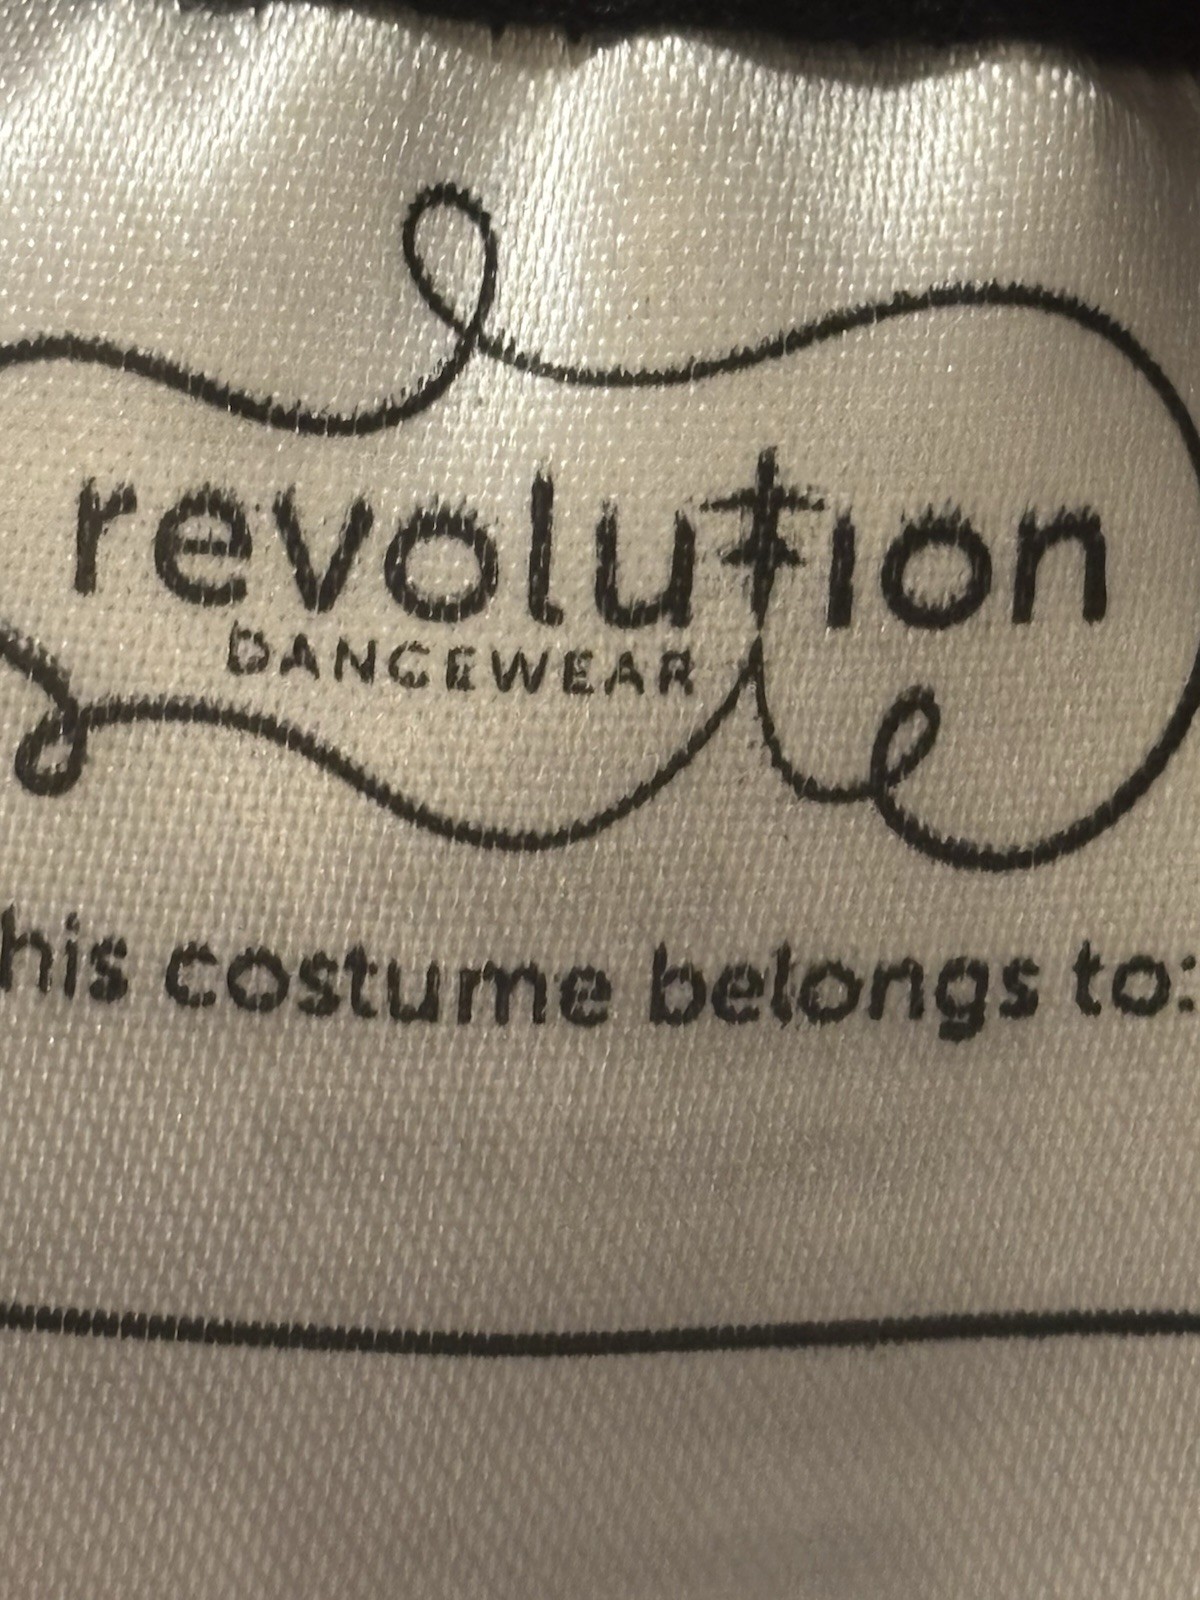 revolution
DANCEWEAR
his costume belongs to: